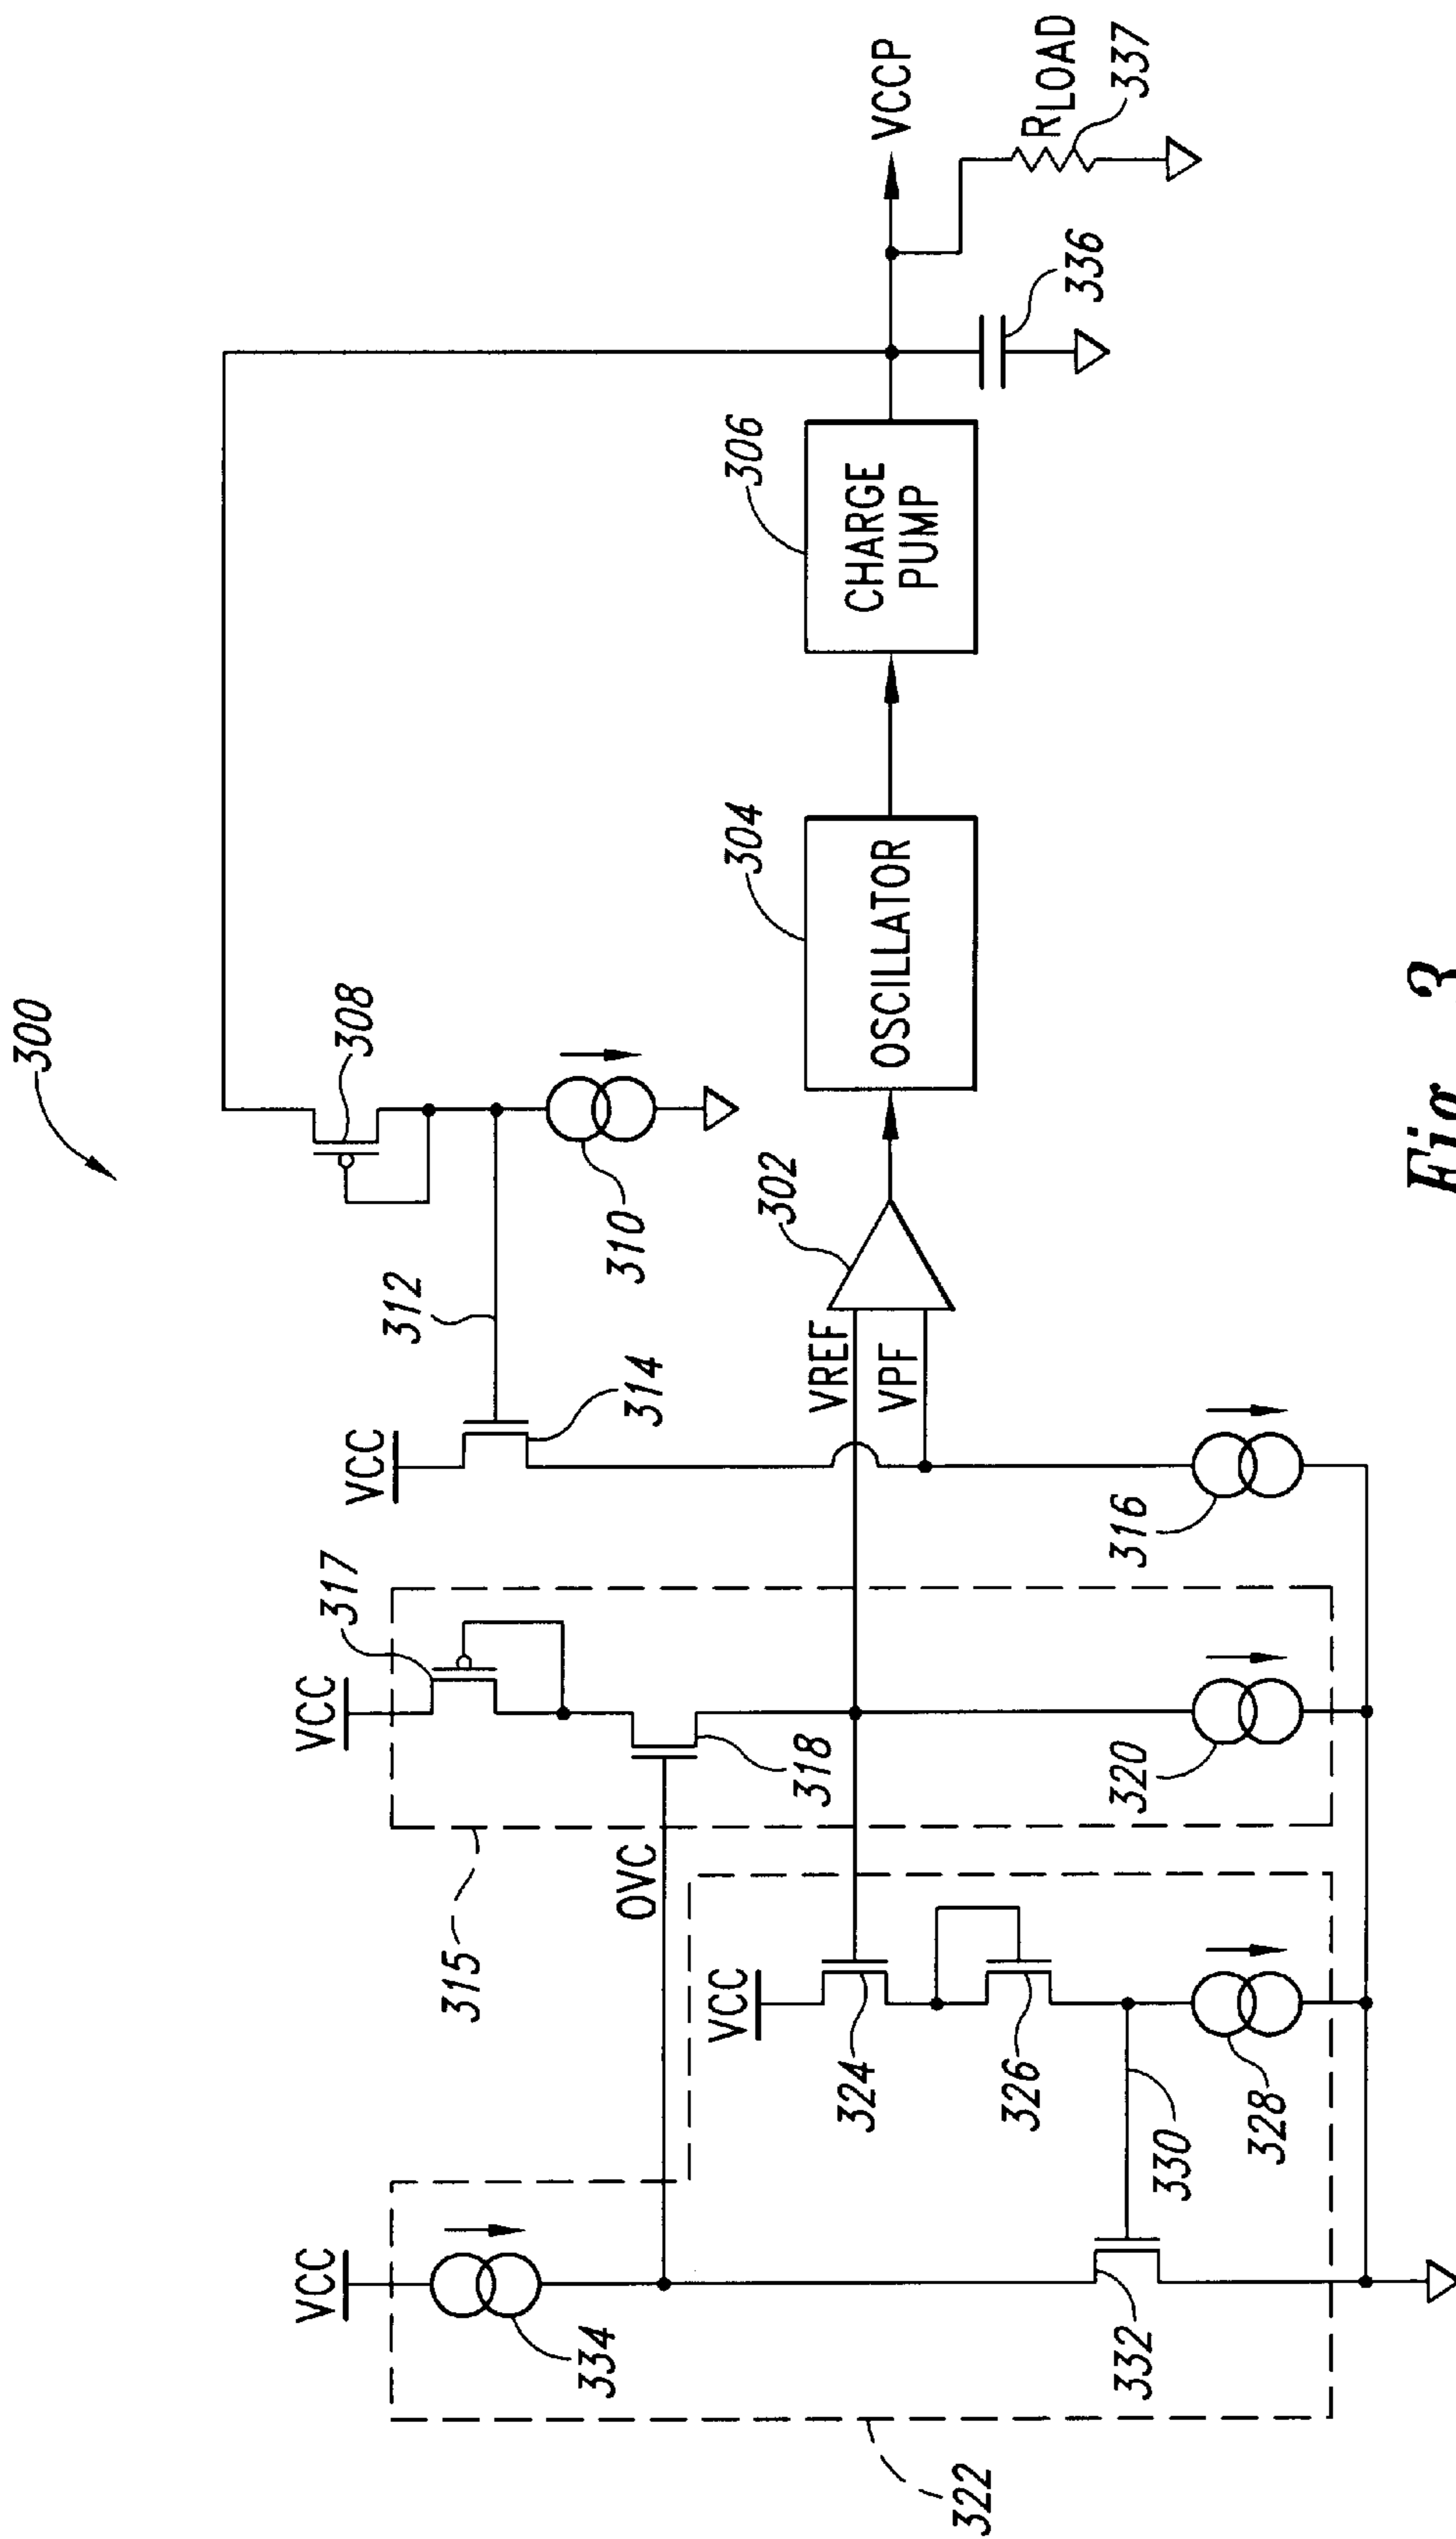 300
308
310
312
314
VCC
VREF
VPF
302
304
OSCILLATOR
306
CHARGE
PUMP
VCCP
RLOAD
337
336
316
VCC
317
315
318
320
OVC
VCC
324
326
328
330
332
VCC
334
322
Fig. 3